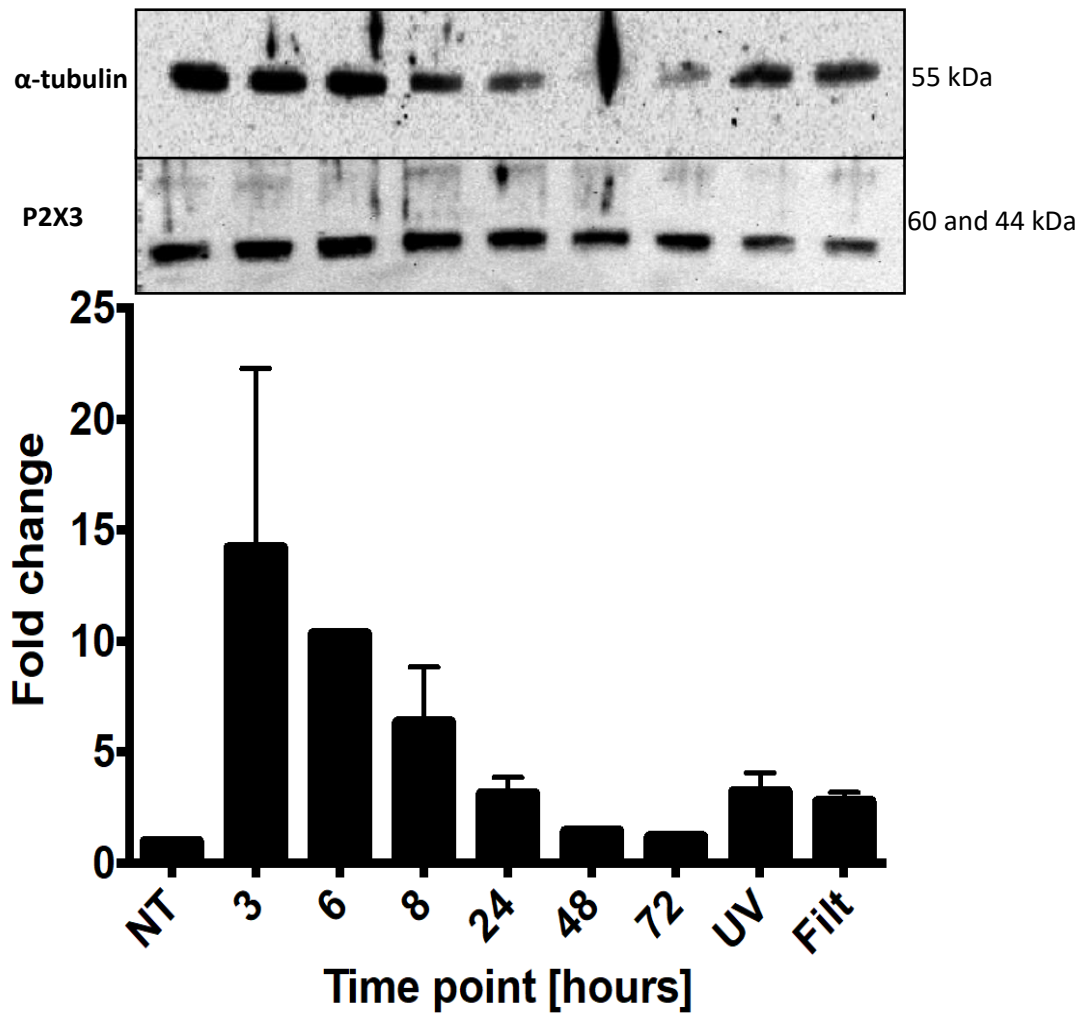 α-tubulin
55 kDa
P2X3
60 and 44 kDa
25
20
15
10
5
0
Fold change
NT 3 6 8 24 48 72 UV Filt
Time point [hours]